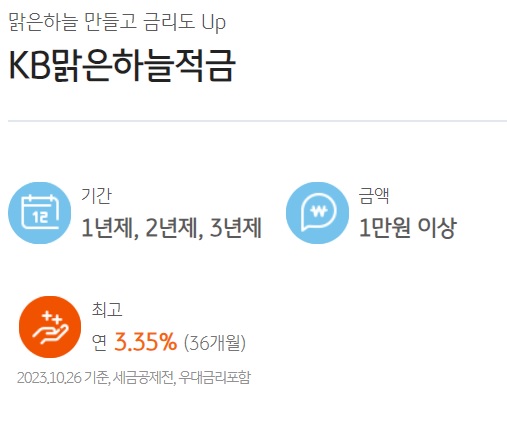 맑은하늘 만들고 금리도 Up
KB맑은하늘적금
12
기간
1년제, 2년제, 3년제
₩
금액
1만원 이상
최고
연 3.35% (36개월)
2023.10.26 기준, 세금공제전, 우대금리포함